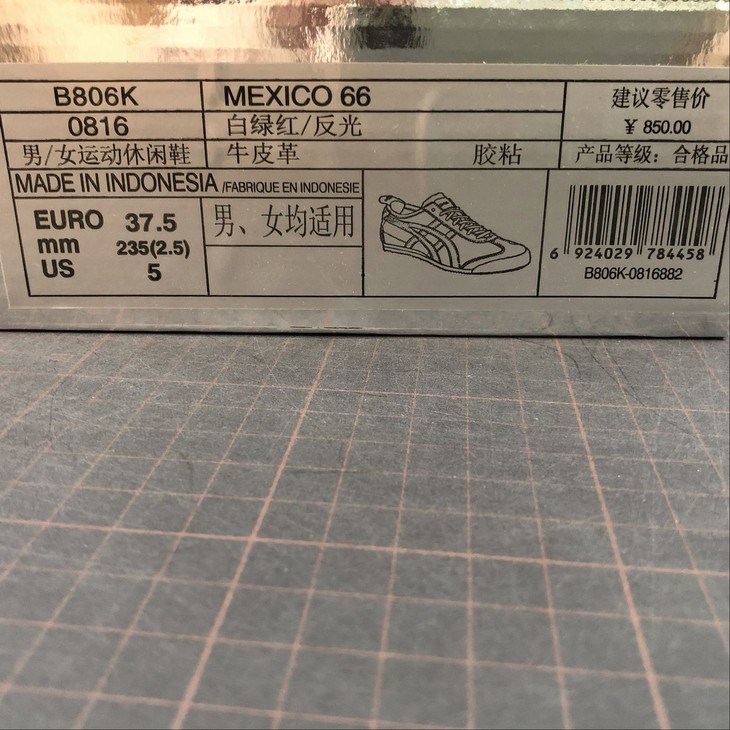 B806K
MEXICO 66
建议零售价
0816
白绿红/反光
¥ 850.00
男/女运动休闲鞋
牛皮革
胶粘
产品等级：合格品
MADE IN INDONESIA /FABRIQUE EN INDONESIE
EURO 37.5
mm 235(2.5)
US 5
男、女均适用
6 924029 784458
B806K-0816882